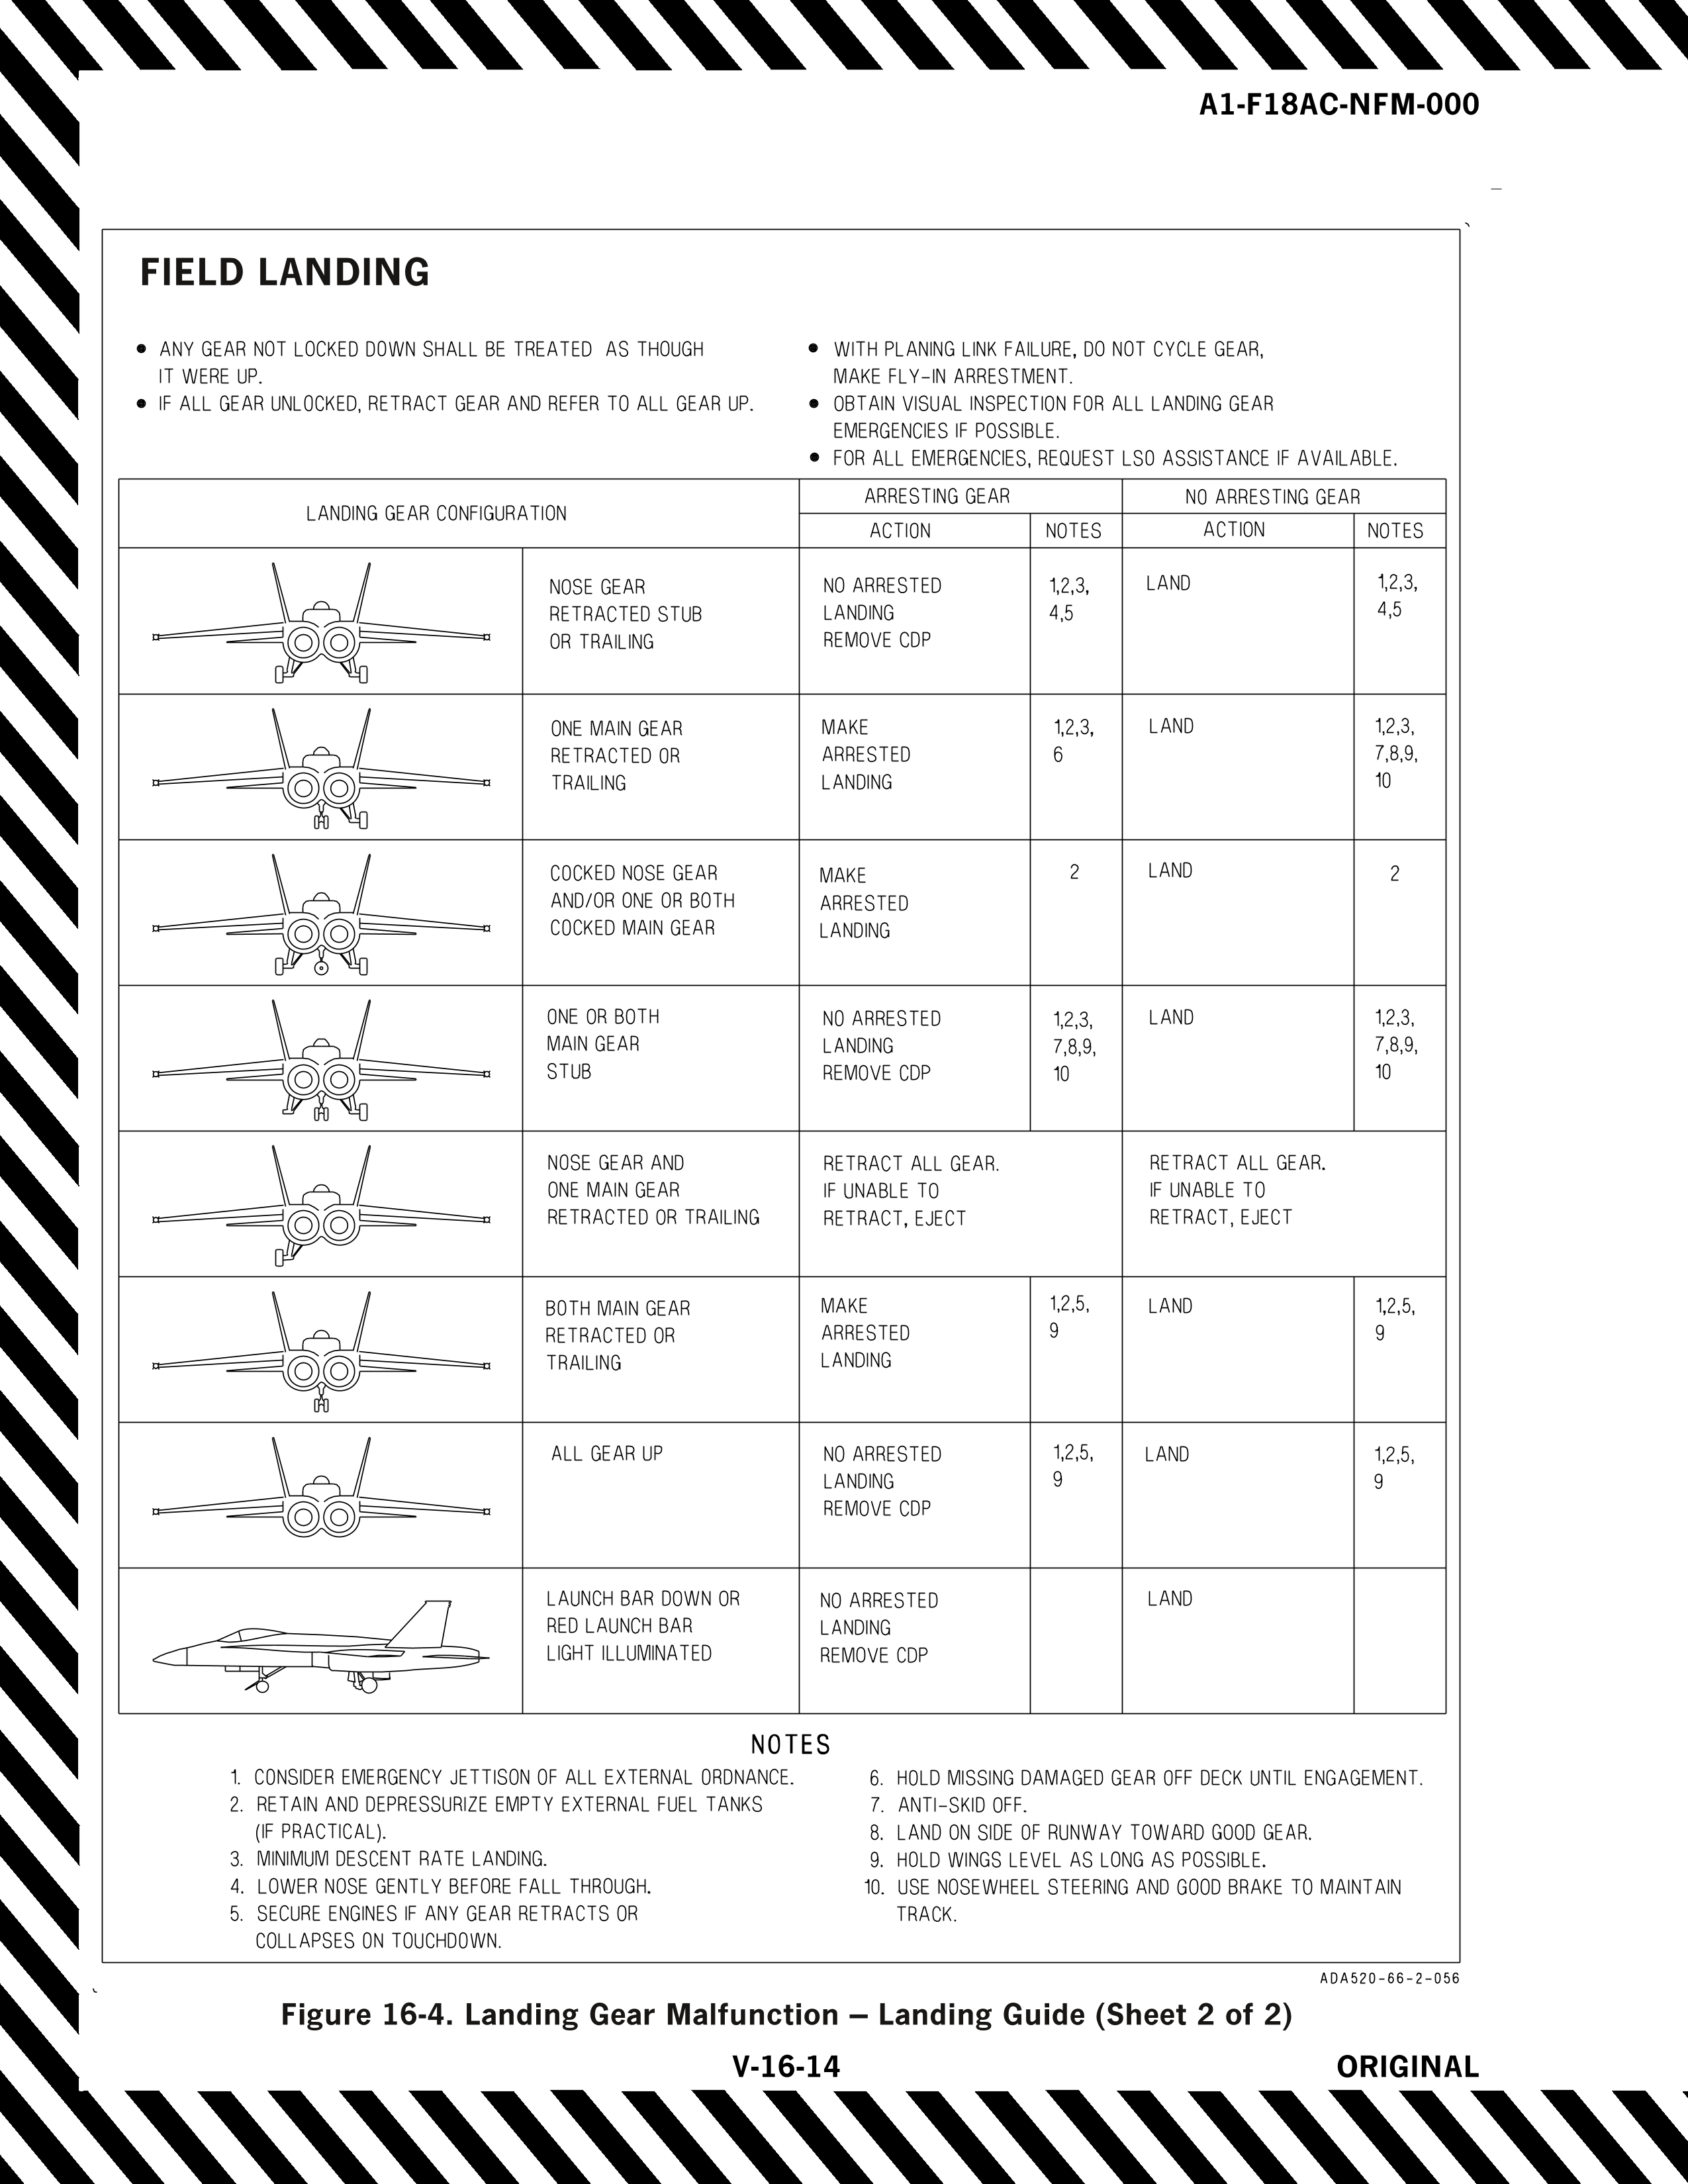 A1-F18AC-NFM-000
FIELD LANDING
● ANY GEAR NOT LOCKED DOWN SHALL BE TREATED AS THOUGH
IT WERE UP.
● IF ALL GEAR UNLOCKED, RETRACT GEAR AND REFER TO ALL GEAR UP.
● WITH PLANING LINK FAILURE, DO NOT CYCLE GEAR,
MAKE FLY-IN ARRESTMENT.
● OBTAIN VISUAL INSPECTION FOR ALL LANDING GEAR
EMERGENCIES IF POSSIBLE.
● FOR ALL EMERGENCIES, REQUEST LSO ASSISTANCE IF AVAILABLE.
LANDING GEAR CONFIGURATION
ARRESTING GEAR
NO ARRESTING GEAR
ACTION
NOTES
ACTION
NOTES
NOSE GEAR
RETRACTED STUB
OR TRAILING
NO ARRESTED
LANDING
REMOVE CDP
1,2,3,
4,5
LAND
1,2,3,
4,5
ONE MAIN GEAR
RETRACTED OR
TRAILING
MAKE
ARRESTED
LANDING
1,2,3,
6
LAND
1,2,3,
7,8,9,
10
COCKED NOSE GEAR
AND/OR ONE OR BOTH
COCKED MAIN GEAR
MAKE
ARRESTED
LANDING
2
LAND
2
ONE OR BOTH
MAIN GEAR
STUB
NO ARRESTED
LANDING
REMOVE CDP
1,2,3,
7,8,9,
10
LAND
1,2,3,
7,8,9,
10
NOSE GEAR AND
ONE MAIN GEAR
RETRACTED OR TRAILING
RETRACT ALL GEAR.
IF UNABLE TO
RETRACT, EJECT
RETRACT ALL GEAR.
IF UNABLE TO
RETRACT, EJECT
BOTH MAIN GEAR
RETRACTED OR
TRAILING
MAKE
ARRESTED
LANDING
1,2,5,
9
LAND
1,2,5,
9
ALL GEAR UP
NO ARRESTED
LANDING
REMOVE CDP
1,2,5,
9
LAND
1,2,5,
9
LAUNCH BAR DOWN OR
RED LAUNCH BAR
LIGHT ILLUMINATED
NO ARRESTED
LANDING
REMOVE CDP
LAND
NOTES
1. CONSIDER EMERGENCY JETTISON OF ALL EXTERNAL ORDNANCE.
2. RETAIN AND DEPRESSURIZE EMPTY EXTERNAL FUEL TANKS
(IF PRACTICAL).
3. MINIMUM DESCENT RATE LANDING.
4. LOWER NOSE GENTLY BEFORE FALL THROUGH.
5. SECURE ENGINES IF ANY GEAR RETRACTS OR
COLLAPSES ON TOUCHDOWN.
6. HOLD MISSING DAMAGED GEAR OFF DECK UNTIL ENGAGEMENT.
7. ANTI-SKID OFF.
8. LAND ON SIDE OF RUNWAY TOWARD GOOD GEAR.
9. HOLD WINGS LEVEL AS LONG AS POSSIBLE.
10. USE NOSEWHEEL STEERING AND GOOD BRAKE TO MAINTAIN
TRACK.
ADA520-66-2-056
Figure 16-4. Landing Gear Malfunction – Landing Guide (Sheet 2 of 2)
V-16-14
ORIGINAL